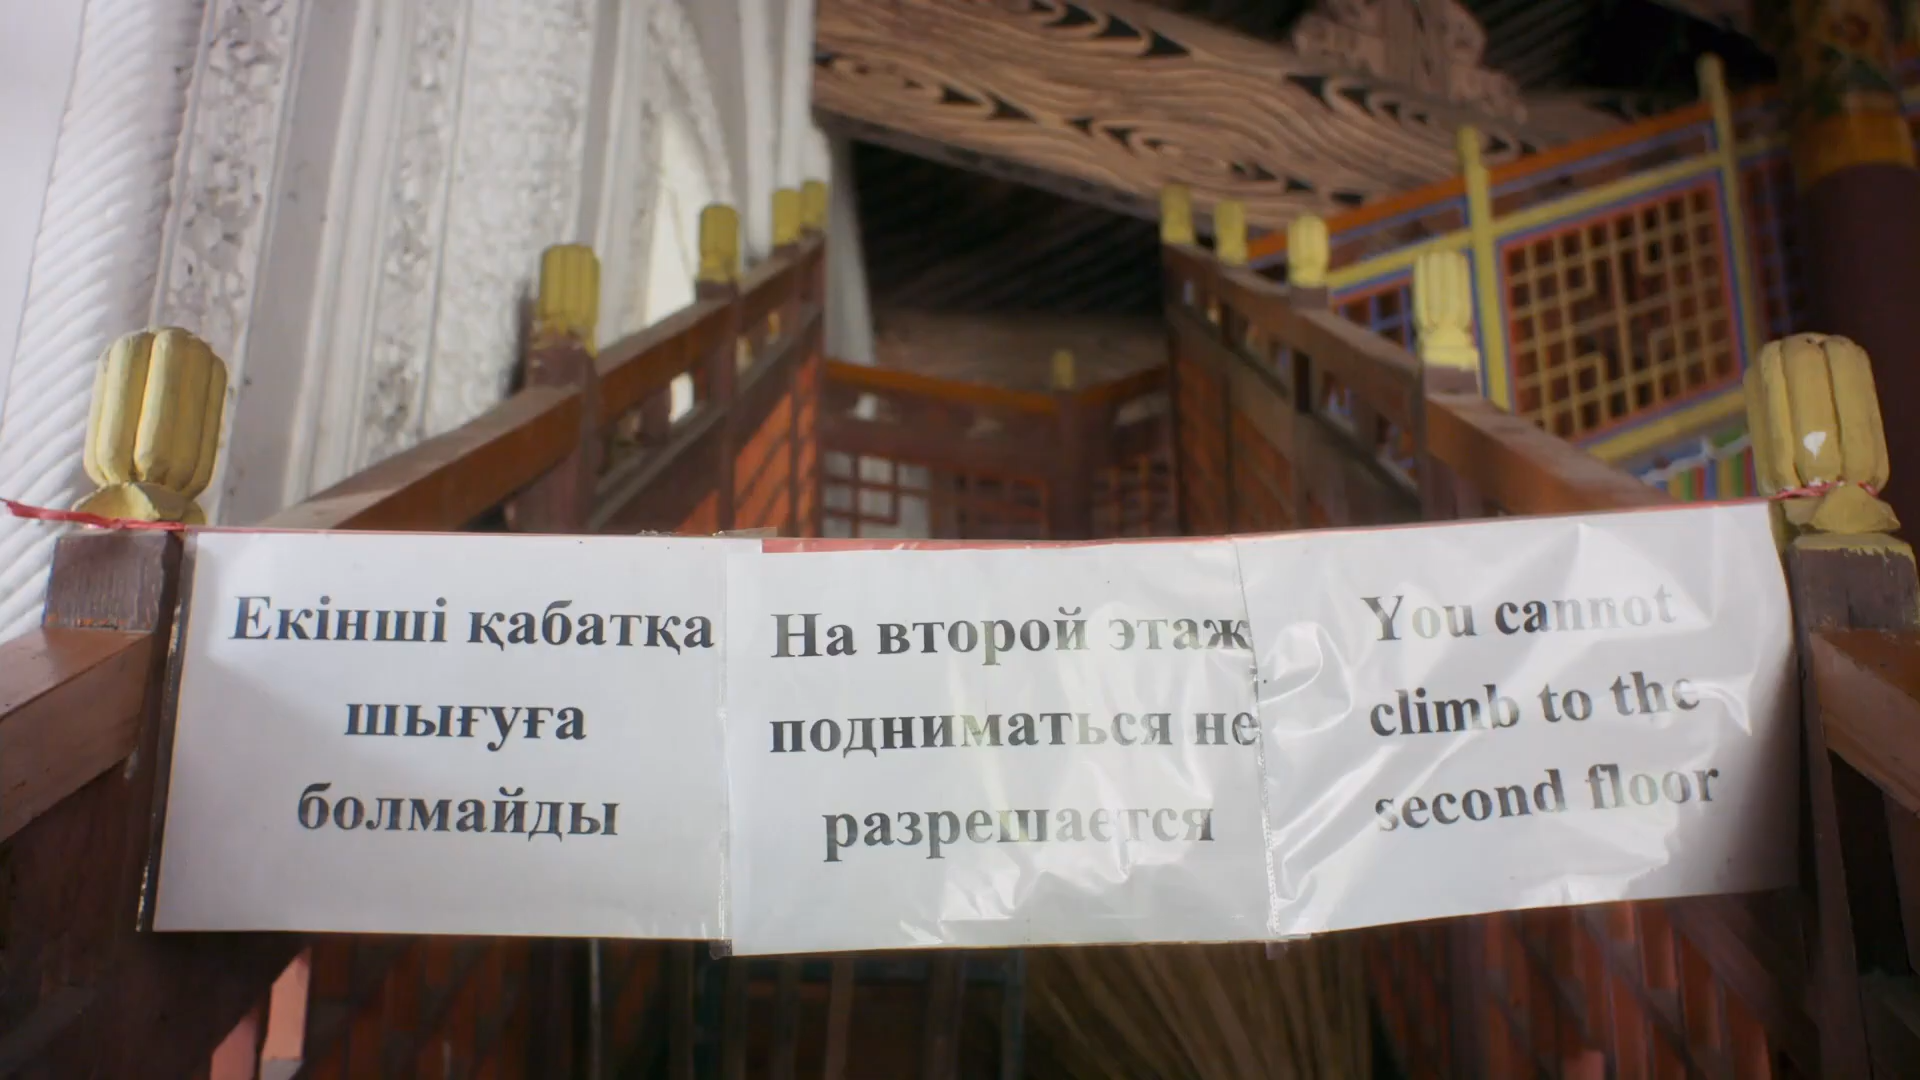 Екінші қабатқа
шығуға
болмайды
На второй этаж
подниматься не
разрешается
You cannot
climb to the
second floor